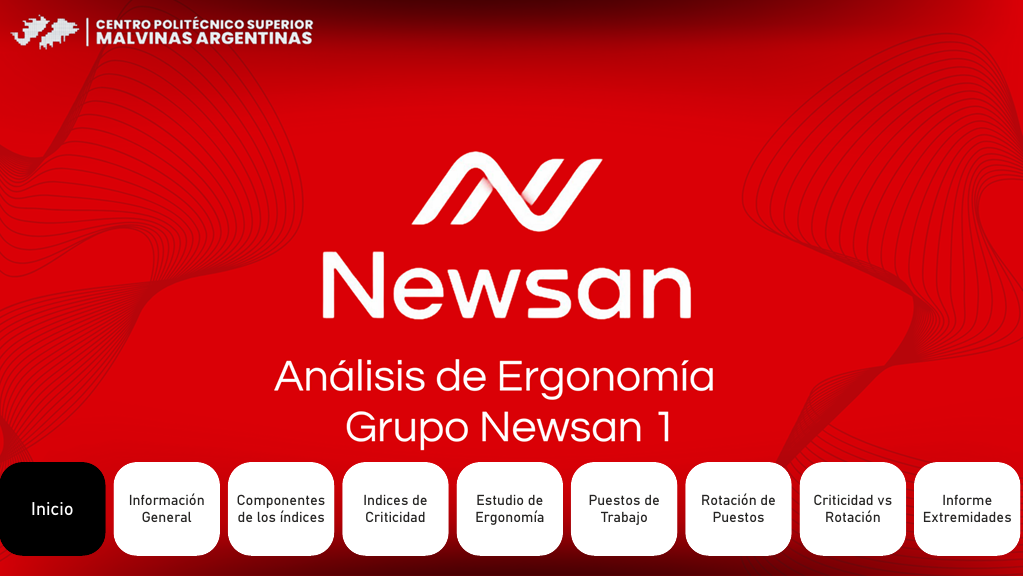 CENTRO POLITÉCNICO SUPERIOR
MALVINAS ARGENTINAS
Newsan
Análisis de Ergonomía
Grupo Newsan 1
Inicio
Información
General
Componentes
de los índices
Indices de
Criticidad
Estudio de
Ergonomía
Puestos de
Trabajo
Rotación de
Puestos
Criticidad vs
Rotación
Informe
Extremidades